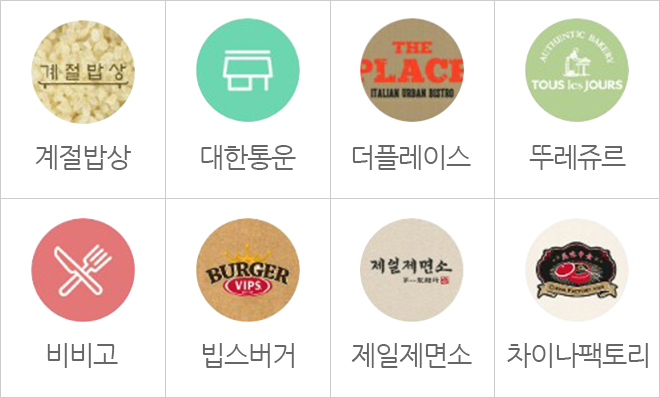 계절밥상
계절밥상
대한통운
THE
PLACE
ITALIAN URBAN BISTRO
더플레이스
AUTHENTIC BAKERY
TOUS les JOURS
뚜레쥬르
비비고
BURGER
VIPS
빕스버거
제일제면소
제일제면소
CHINA FACTORY
차이나팩토리